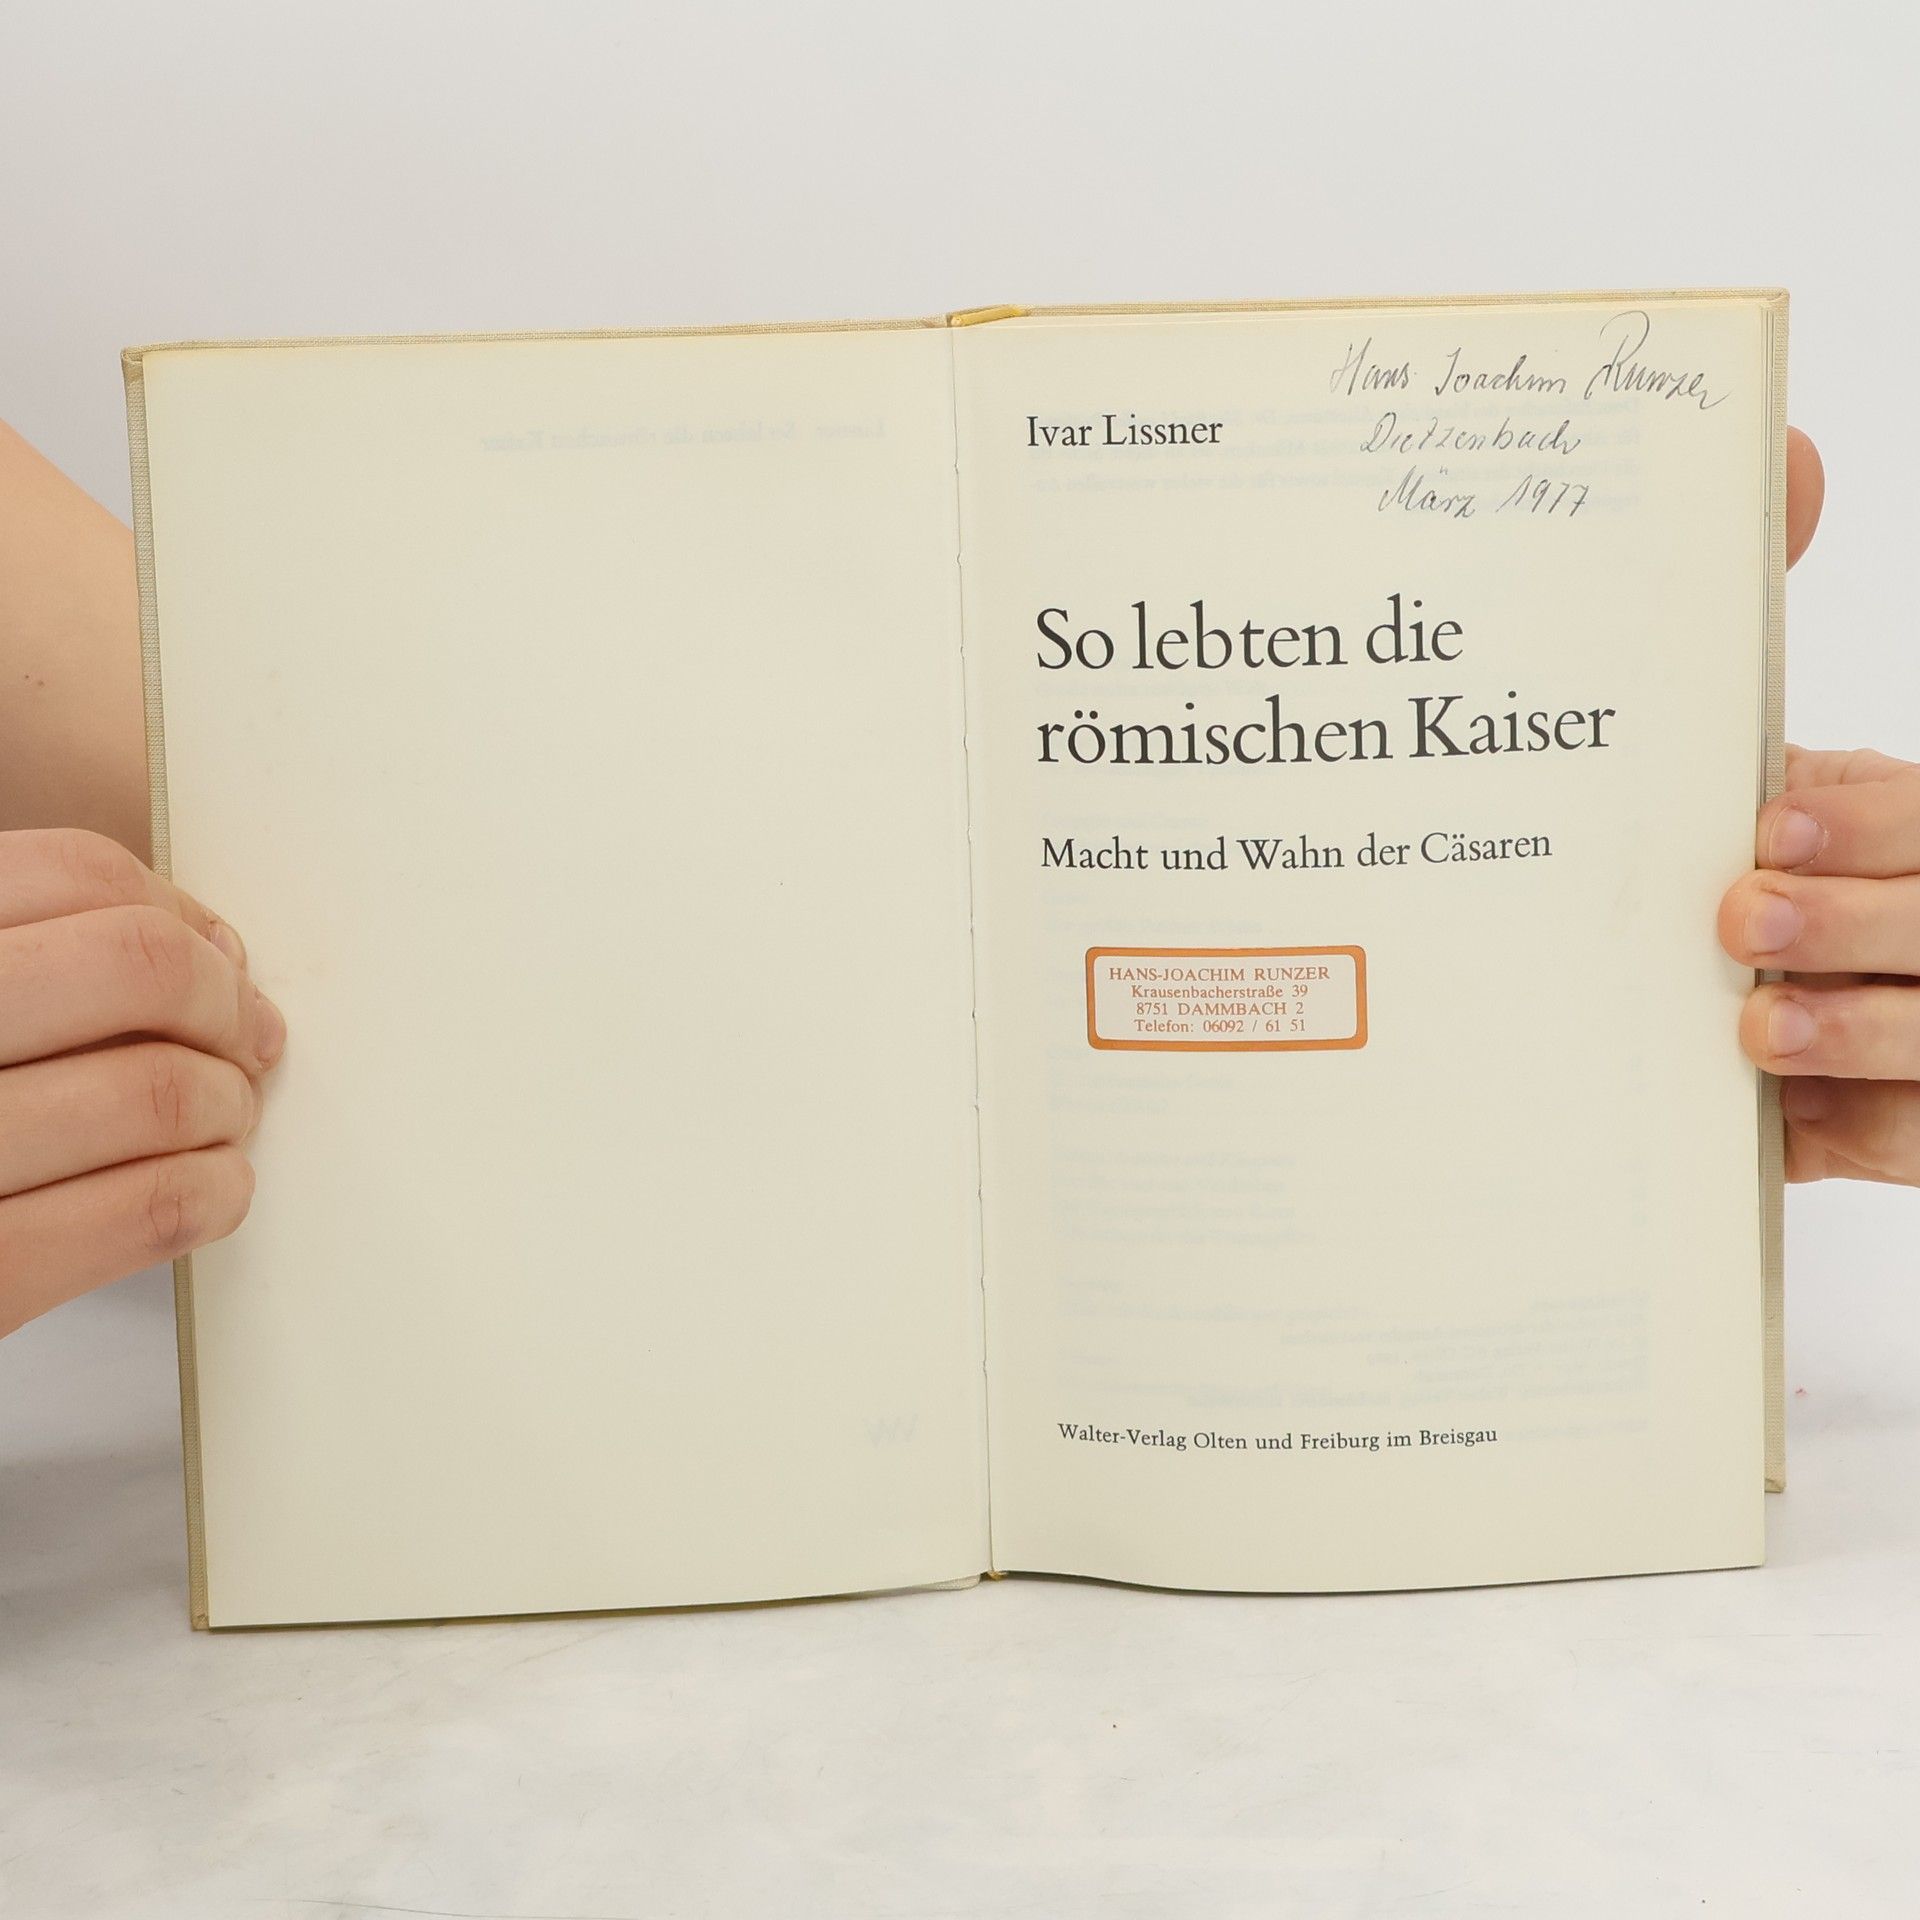 Hans Joachim Runzer
Dietzenbach
März 1977
Ivar Lissner
So lebten die
römischen Kaiser
Macht und Wahn der Cäsaren
HANS-JOACHIM RUNZER
Krausenbacherstraße 39
8751 DAMMBACH 2
Telefon: 06092 / 61 51
Walter-Verlag Olten und Freiburg im Breisgau